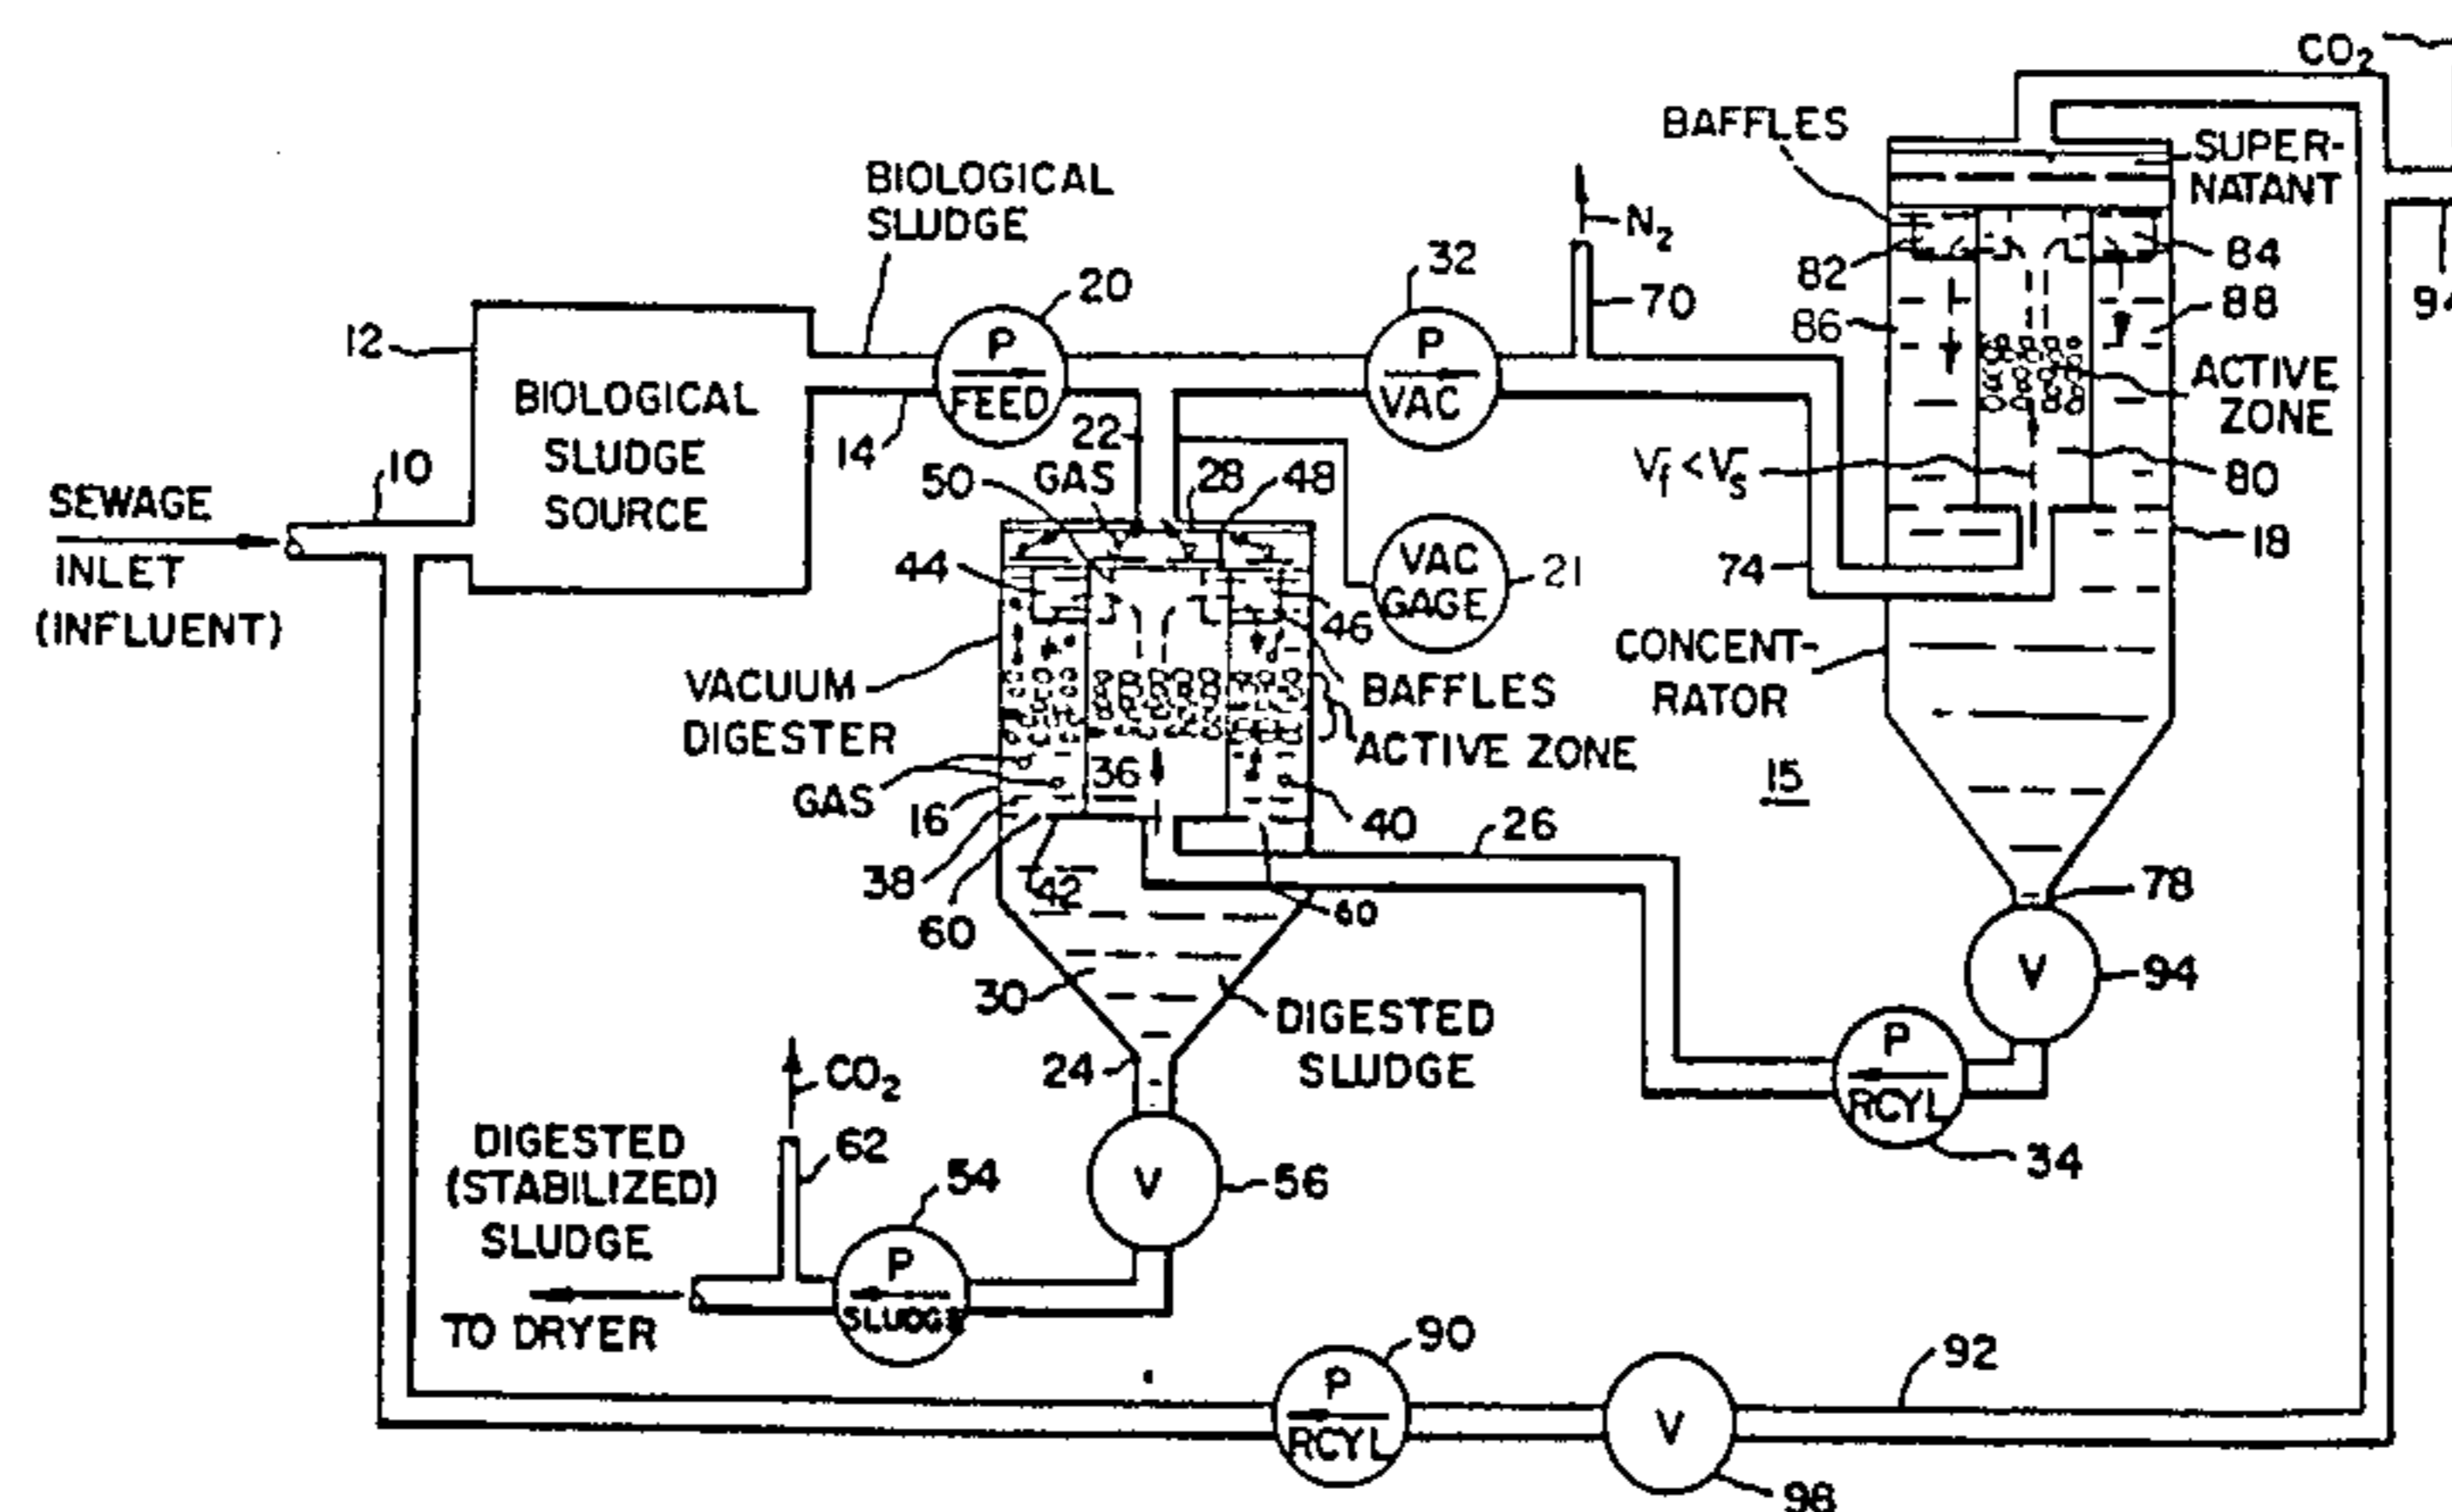 CO₂
BAFFLES
SUPER-
NATANT
BIOLOGICAL
SLUDGE
N₂
32
84
82
20
70
88
86
12
P
FEED
P
VAC
ACTIVE
ZONE
BIOLOGICAL
SLUDGE
SOURCE
14
22
10
50
GAS
28
48
V̄f < V̄s
80
SEWAGE
INLET
(INFLUENT)
44
VAC
GAGE
21
74
18
46
CONCENT-
RATOR
VACUUM
DIGESTER
BAFFLES
ACTIVE ZONE
GAS
36
15
16
40
26
38
42
60
60
78
30
DIGESTED
SLUDGE
V
94
24
P
RCYL
34
CO₂
DIGESTED
(STABILIZED)
SLUDGE
62
54
V
56
P
SLUDGE
TO DRYER
90
P
RCYL
92
V
98